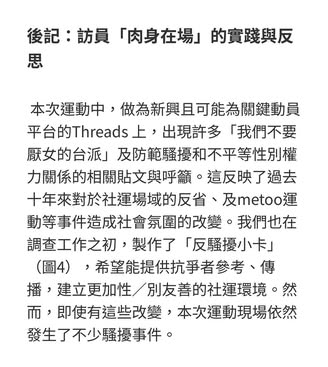 後記：訪員「肉身在場」的實踐與反
思
本次運動中，做為新興且可能為關鍵動員
平台的Threads 上，出現許多「我們不要
厭女的台派」及防範騷擾和不平等性別權
力關係的相關貼文與呼籲。這反映了過去
十年來對於社運場域的反省、及metoo運
動等事件造成社會氛圍的改變。我們也在
調查工作之初，製作了「反騷擾小卡」
（圖4），希望能提供抗爭者參考、傳
播，建立更加性／別友善的社運環境。然
而，即使有這些改變，本次運動現場依然
發生了不少騷擾事件。